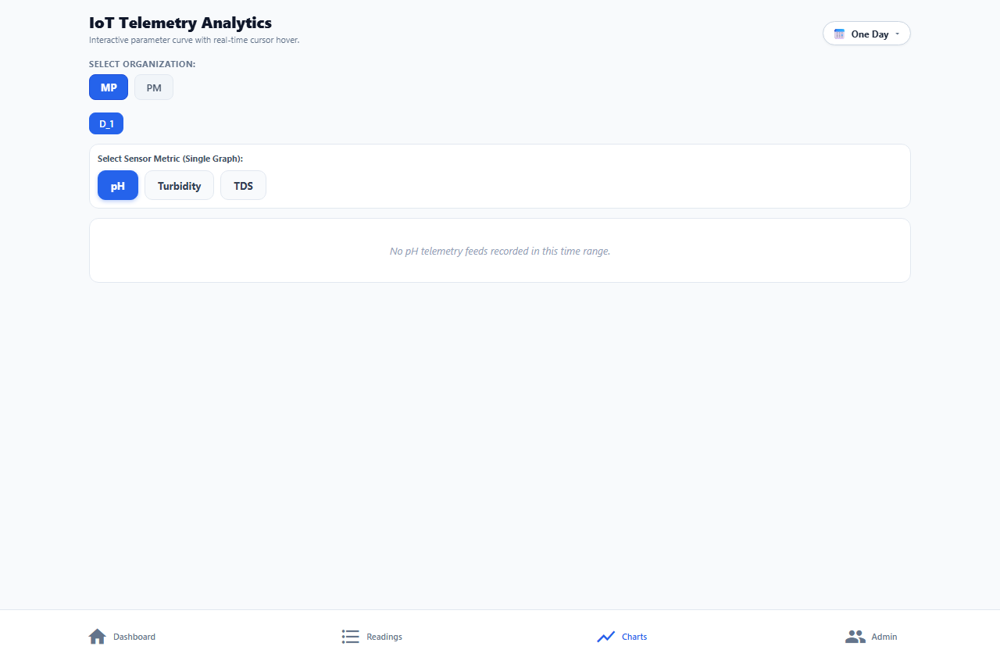 IoT Telemetry Analytics
Interactive parameter curve with real-time cursor hover.
One Day
SELECT ORGANIZATION:
MP PM
D_1
Select Sensor Metric (Single Graph):
pH Turbidity TDS
No pH telemetry feeds recorded in this time range.
Dashboard Readings Charts Admin